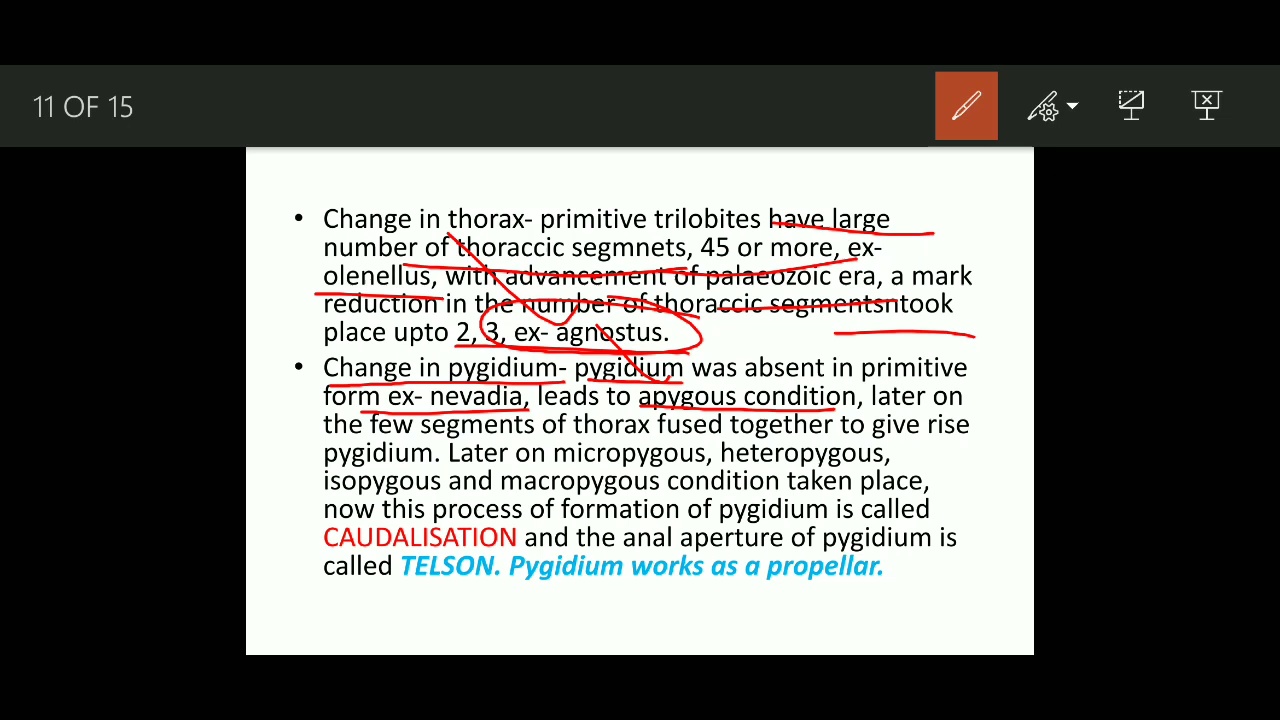 11 OF 15
• Change in thorax- primitive trilobites have large
number of thoraccic segmnets, 45 or more, ex-
olenellus, with advancement of palaeozoic era, a mark
reduction in the number of thoraccic segmentsntook
place upto 2, 3, ex- agnostus.
• Change in pygidium- pygidium was absent in primitive
form ex- nevadia, leads to apygous condition, later on
the few segments of thorax fused together to give rise
pygidium. Later on micropygous, heteropygous,
isopygous and macropygous condition taken place,
now this process of formation of pygidium is called
CAUDALISATION and the anal aperture of pygidium is
called TELSON. Pygidium works as a propellar.